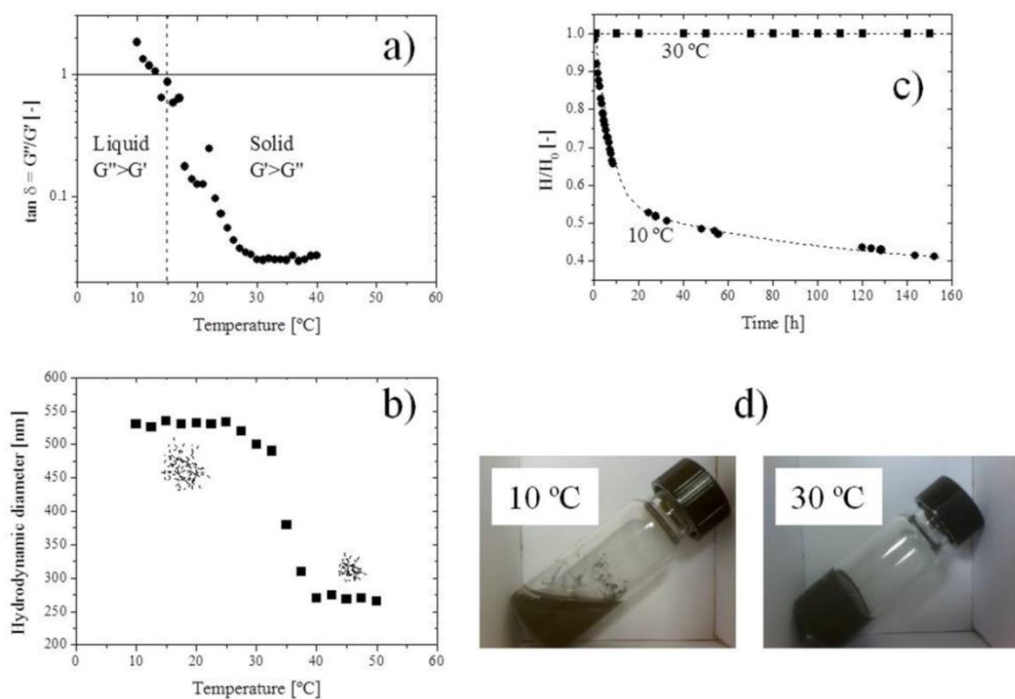 a)
tan δ = G"/G' [-]
1
0.1
Liquid
G">G'
Solid
G'>G"
0 10 20 30 40 50 60
Temperature [°C]
c)
H/H0 [-]
1.0
0.9
0.8
0.7
0.6
0.5
0.4
30 °C
10 °C
0 20 40 60 80 100 120 140 160
Time [h]
b)
Hydrodynamic diameter [nm]
600
550
500
450
400
350
300
250
200
0 10 20 30 40 50 60
Temperature [°C]
d)
10 ºC
30 ºC